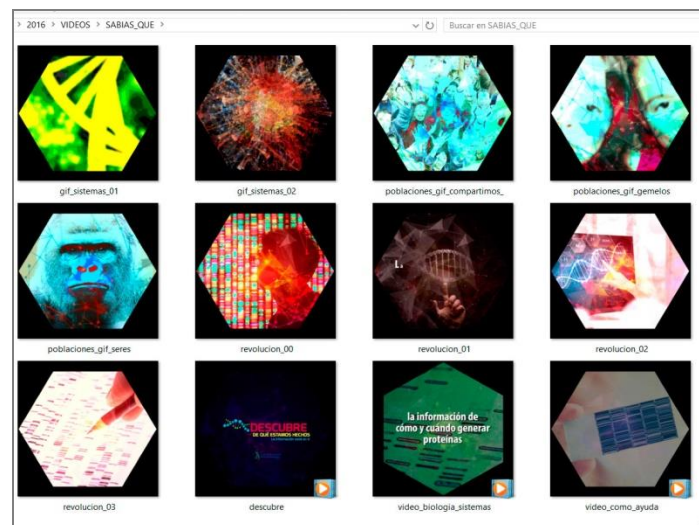 > 2016 > VIDEOS > SABIAS_QUE >
Buscar en SABIAS_QUE
gif_sistemas_01
gif_sistemas_02
poblaciones_gif_compartimos_
poblaciones_gif_gemelos
L
poblaciones_gif_seres
revolucion_00
revolucion_01
revolucion_02
DESCUBRE
DE QUÉ ESTAMOS HECHOS
la información de
cómo y cuándo generar
proteínas
revolucion_03
descubre
video_biología_sistemas
video_como_ayuda